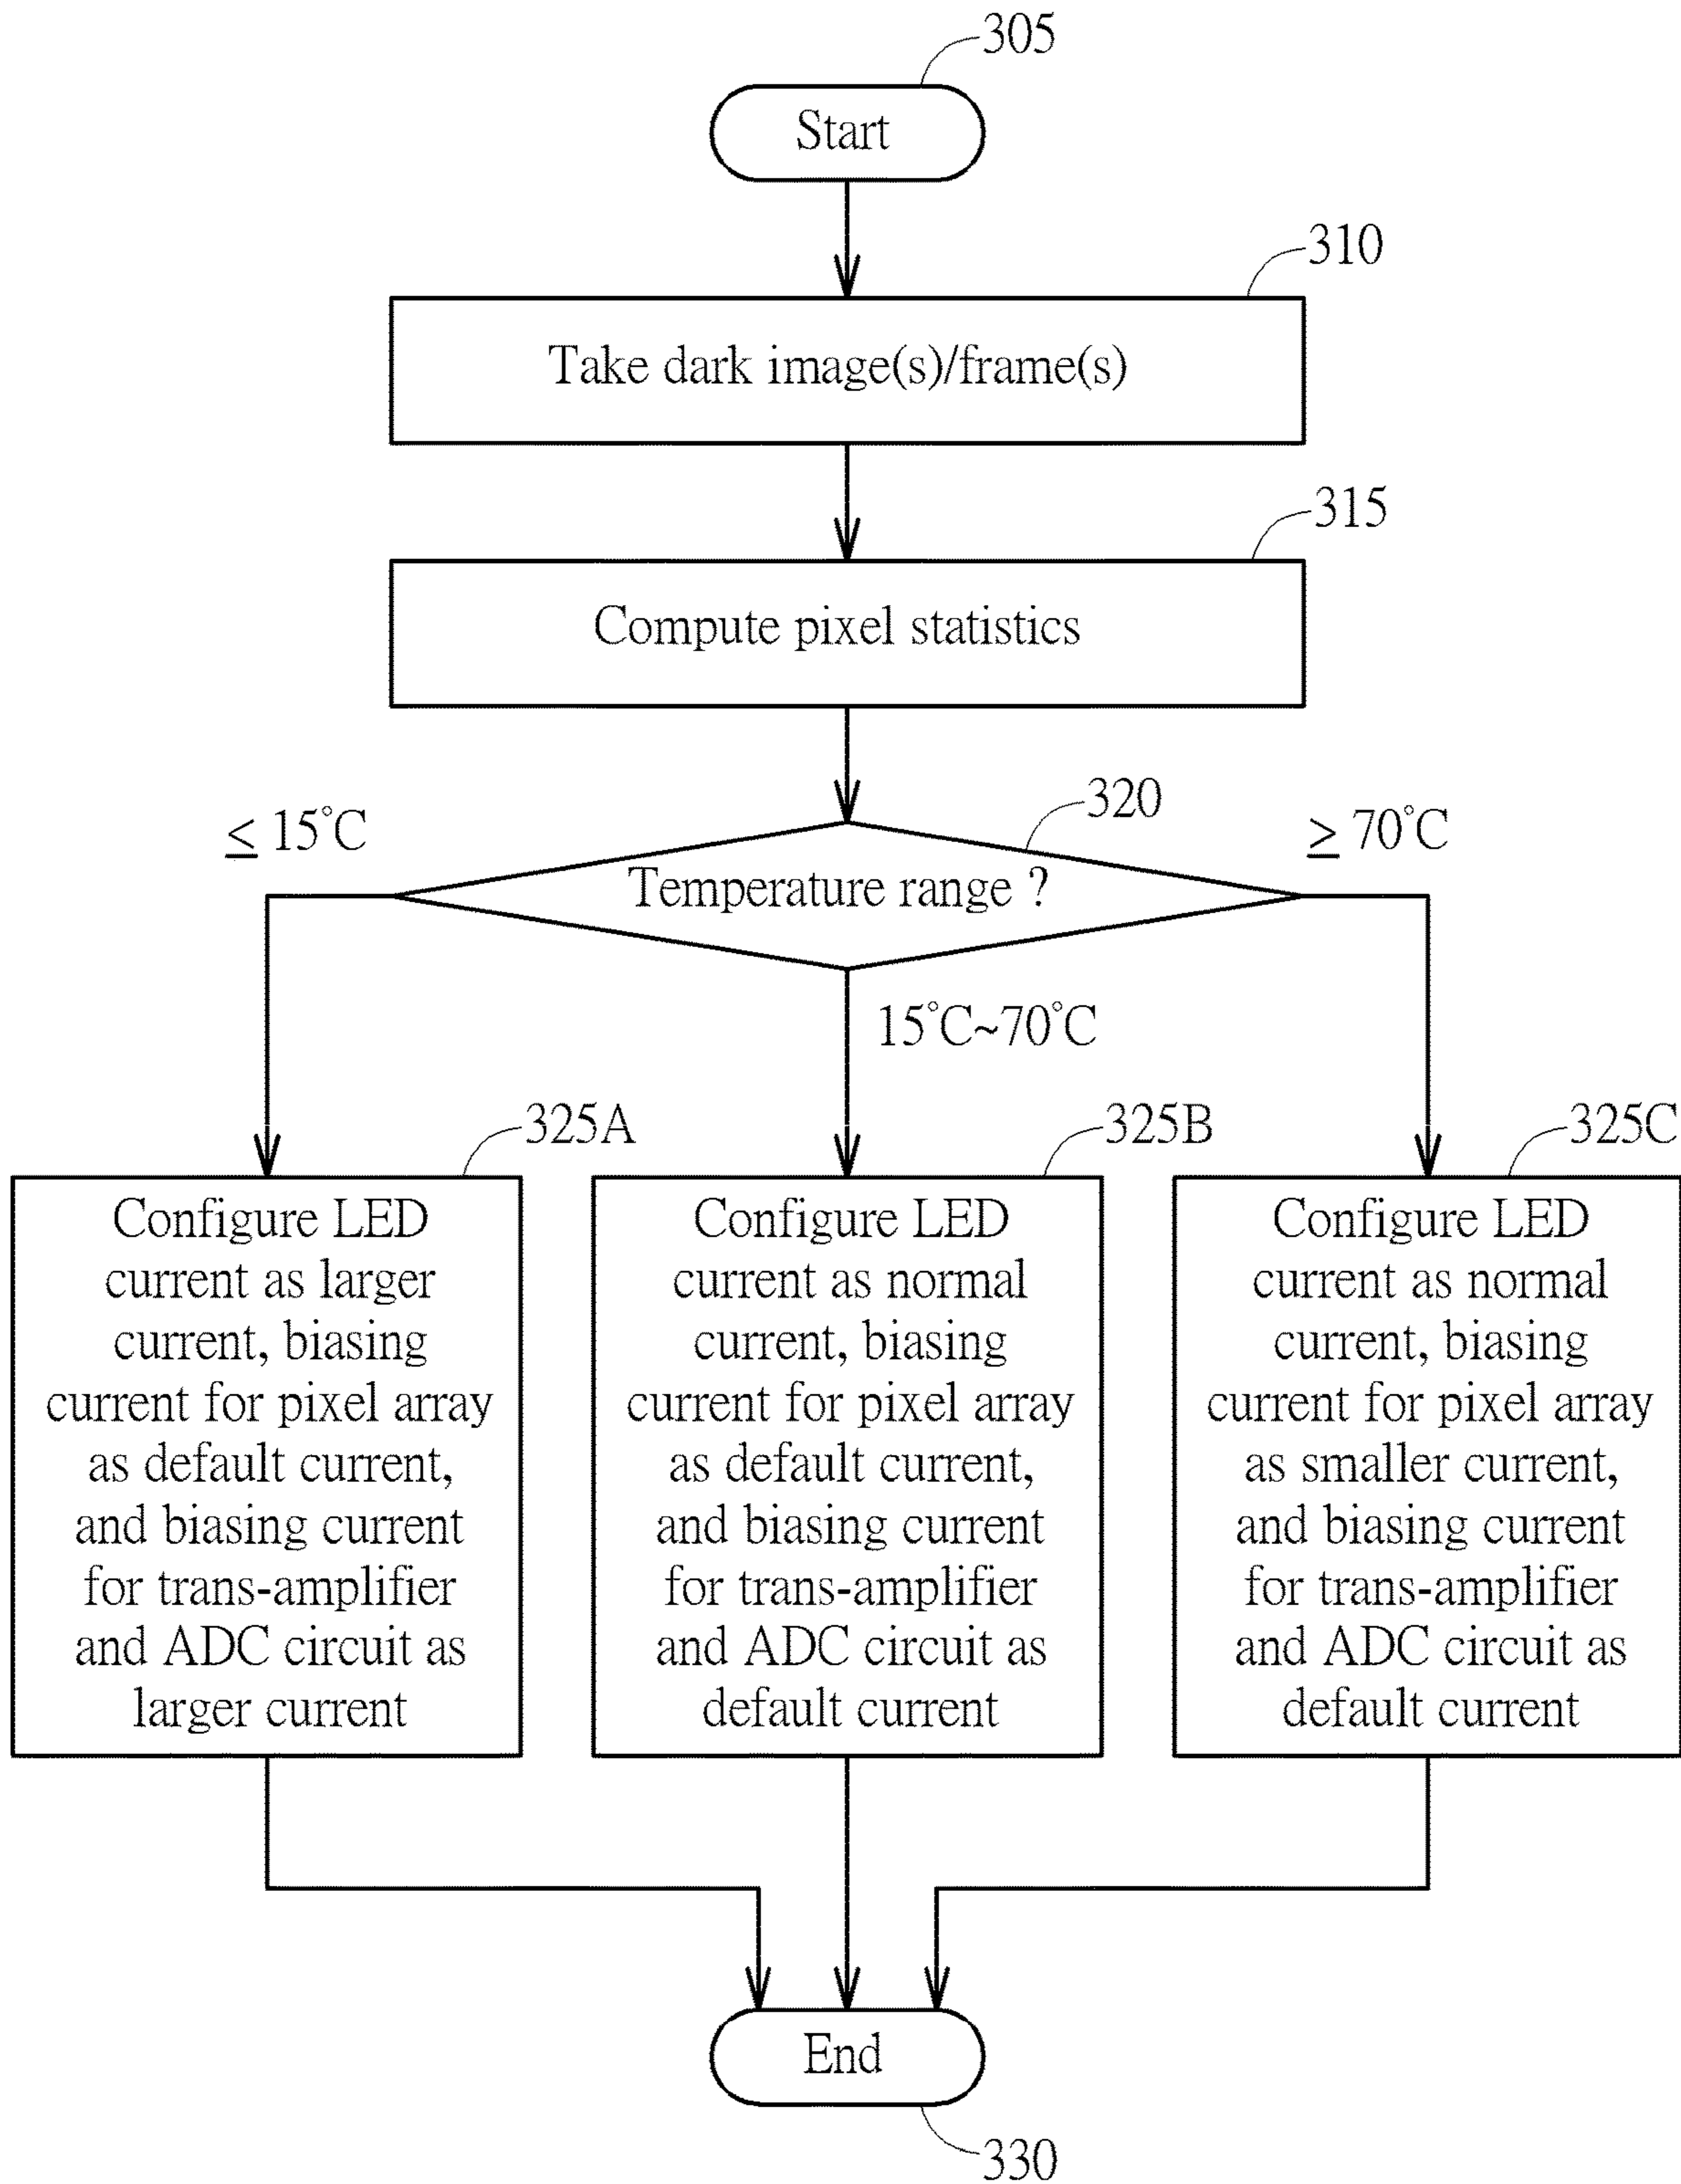 305
Start
310
Take dark image(s)/frame(s)
315
Compute pixel statistics
320
≤ 15°C
≥ 70°C
Temperature range ?
15°C~70°C
325A
Configure LED
current as larger
current, biasing
current for pixel array
as default current,
and biasing current
for trans-amplifier
and ADC circuit as
larger current
325B
Configure LED
current as normal
current, biasing
current for pixel array
as default current,
and biasing current
for trans-amplifier
and ADC circuit as
default current
325C
Configure LED
current as normal
current, biasing
current for pixel array
as smaller current,
and biasing current
for trans-amplifier
and ADC circuit as
default current
End
330